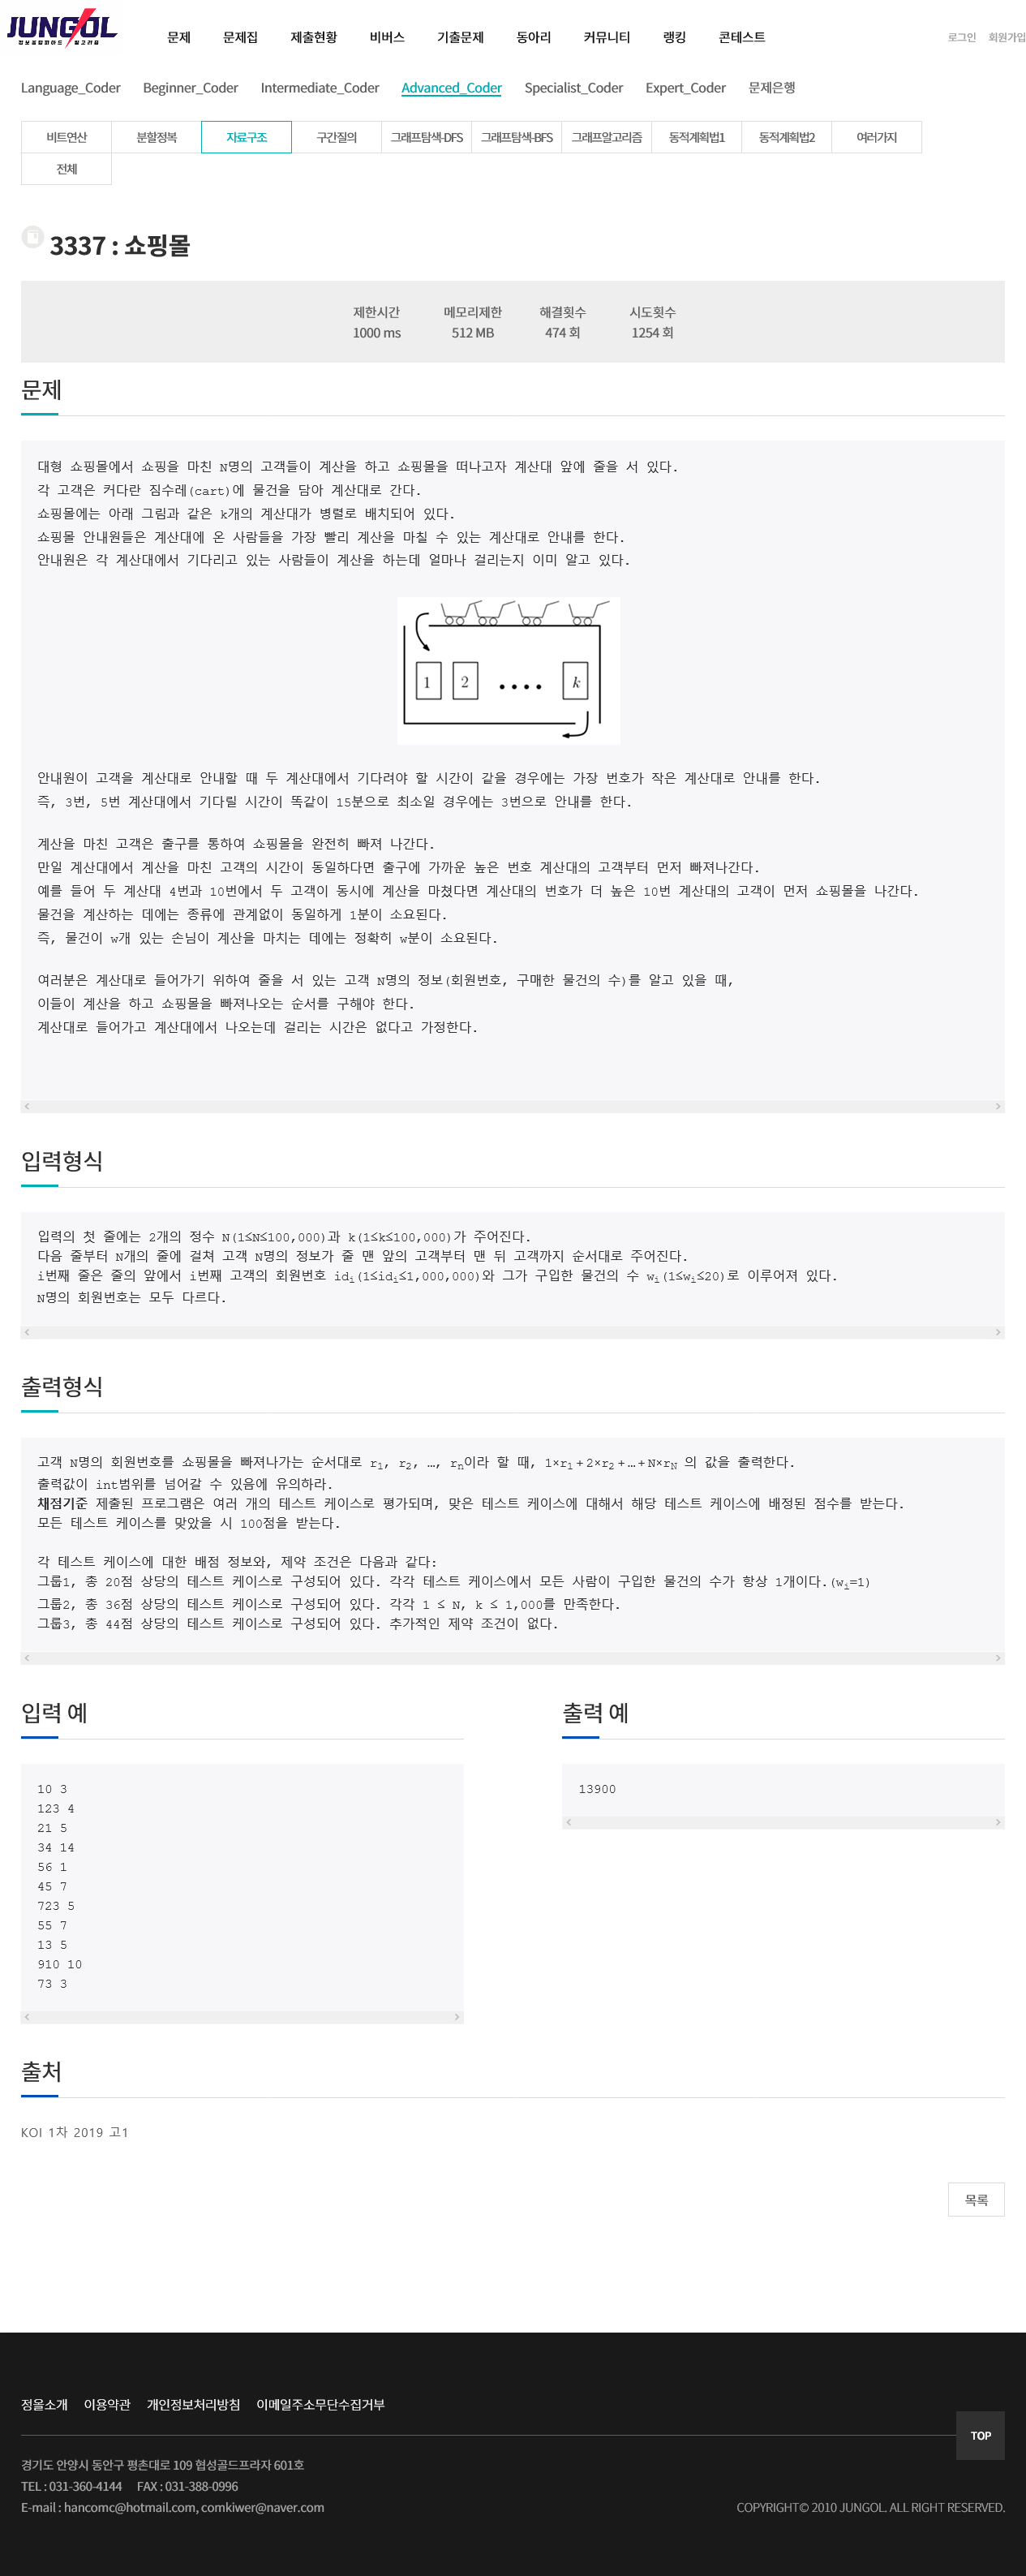 JUNGOL
정보올림피아드 알고리즘
문제 문제집 제출현황 비버스 기출문제 동아리 커뮤니티 랭킹 콘테스트 로그인 회원가입
Language_Coder Beginner_Coder Intermediate_Coder Advanced_Coder Specialist_Coder Expert_Coder 문제은행
비트연산 분할정복 자료구조 구간질의 그래프탐색-DFS 그래프탐색-BFS 그래프알고리즘 동적계획법1 동적계획법2 여러가지
전체
3337 : 쇼핑몰
제한시간 메모리제한 해결횟수 시도횟수
1000 ms 512 MB 474 회 1254 회
문제
대형 쇼핑몰에서 쇼핑을 마친 N명의 고객들이 계산을 하고 쇼핑몰을 떠나고자 계산대 앞에 줄을 서 있다.
각 고객은 커다란 짐수레(cart)에 물건을 담아 계산대로 간다.
쇼핑몰에는 아래 그림과 같은 k개의 계산대가 병렬로 배치되어 있다.
쇼핑몰 안내원들은 계산대에 온 사람들을 가장 빨리 계산을 마칠 수 있는 계산대로 안내를 한다.
안내원은 각 계산대에서 기다리고 있는 사람들이 계산을 하는데 얼마나 걸리는지 이미 알고 있다.
1 2 .... k
안내원이 고객을 계산대로 안내할 때 두 계산대에서 기다려야 할 시간이 같을 경우에는 가장 번호가 작은 계산대로 안내를 한다.
즉, 3번, 5번 계산대에서 기다릴 시간이 똑같이 15분으로 최소일 경우에는 3번으로 안내를 한다.
계산을 마친 고객은 출구를 통하여 쇼핑몰을 완전히 빠져 나간다.
만일 계산대에서 계산을 마친 고객의 시간이 동일하다면 출구에 가까운 높은 번호 계산대의 고객부터 먼저 빠져나간다.
예를 들어 두 계산대 4번과 10번에서 두 고객이 동시에 계산을 마쳤다면 계산대의 번호가 더 높은 10번 계산대의 고객이 먼저 쇼핑몰을 나간다.
물건을 계산하는 데에는 종류에 관계없이 동일하게 1분이 소요된다.
즉, 물건이 w개 있는 손님이 계산을 마치는 데에는 정확히 w분이 소요된다.
여러분은 계산대로 들어가기 위하여 줄을 서 있는 고객 N명의 정보(회원번호, 구매한 물건의 수)를 알고 있을 때,
이들이 계산을 하고 쇼핑몰을 빠져나오는 순서를 구해야 한다.
계산대로 들어가고 계산대에서 나오는데 걸리는 시간은 없다고 가정한다.
입력형식
입력의 첫 줄에는 2개의 정수 N(1≤N≤100,000)과 k(1≤k≤100,000)가 주어진다.
다음 줄부터 N개의 줄에 걸쳐 고객 N명의 정보가 줄 맨 앞의 고객부터 맨 뒤 고객까지 순서대로 주어진다.
i번째 줄은 줄의 앞에서 i번째 고객의 회원번호 idi(1≤idi≤1,000,000)와 그가 구입한 물건의 수 wi(1≤wi≤20)로 이루어져 있다.
N명의 회원번호는 모두 다르다.
출력형식
고객 N명의 회원번호를 쇼핑몰을 빠져나가는 순서대로 r1, r2, …, rn이라 할 때, 1×r1＋2×r2＋…＋N×rN 의 값을 출력한다.
출력값이 int범위를 넘어갈 수 있음에 유의하라.
채점기준 제출된 프로그램은 여러 개의 테스트 케이스로 평가되며, 맞은 테스트 케이스에 대해서 해당 테스트 케이스에 배정된 점수를 받는다.
모든 테스트 케이스를 맞았을 시 100점을 받는다.
각 테스트 케이스에 대한 배점 정보와, 제약 조건은 다음과 같다:
그룹1, 총 20점 상당의 테스트 케이스로 구성되어 있다. 각각 테스트 케이스에서 모든 사람이 구입한 물건의 수가 항상 1개이다.(wi=1)
그룹2, 총 36점 상당의 테스트 케이스로 구성되어 있다. 각각 1 ≤ N, k ≤ 1,000를 만족한다.
그룹3, 총 44점 상당의 테스트 케이스로 구성되어 있다. 추가적인 제약 조건이 없다.
입력 예
10 3
123 4
21 5
34 14
56 1
45 7
723 5
55 7
13 5
910 10
73 3
출력 예
13900
출처
KOI 1차 2019 고1
목록
정올소개 이용약관 개인정보처리방침 이메일주소무단수집거부
TOP
경기도 안양시 동안구 평촌대로 109 협성골드프라자 601호
TEL : 031-360-4144 FAX : 031-388-0996
E-mail : hancomc@hotmail.com, comkiwer@naver.com COPYRIGHT© 2010 JUNGOL. ALL RIGHT RESERVED.